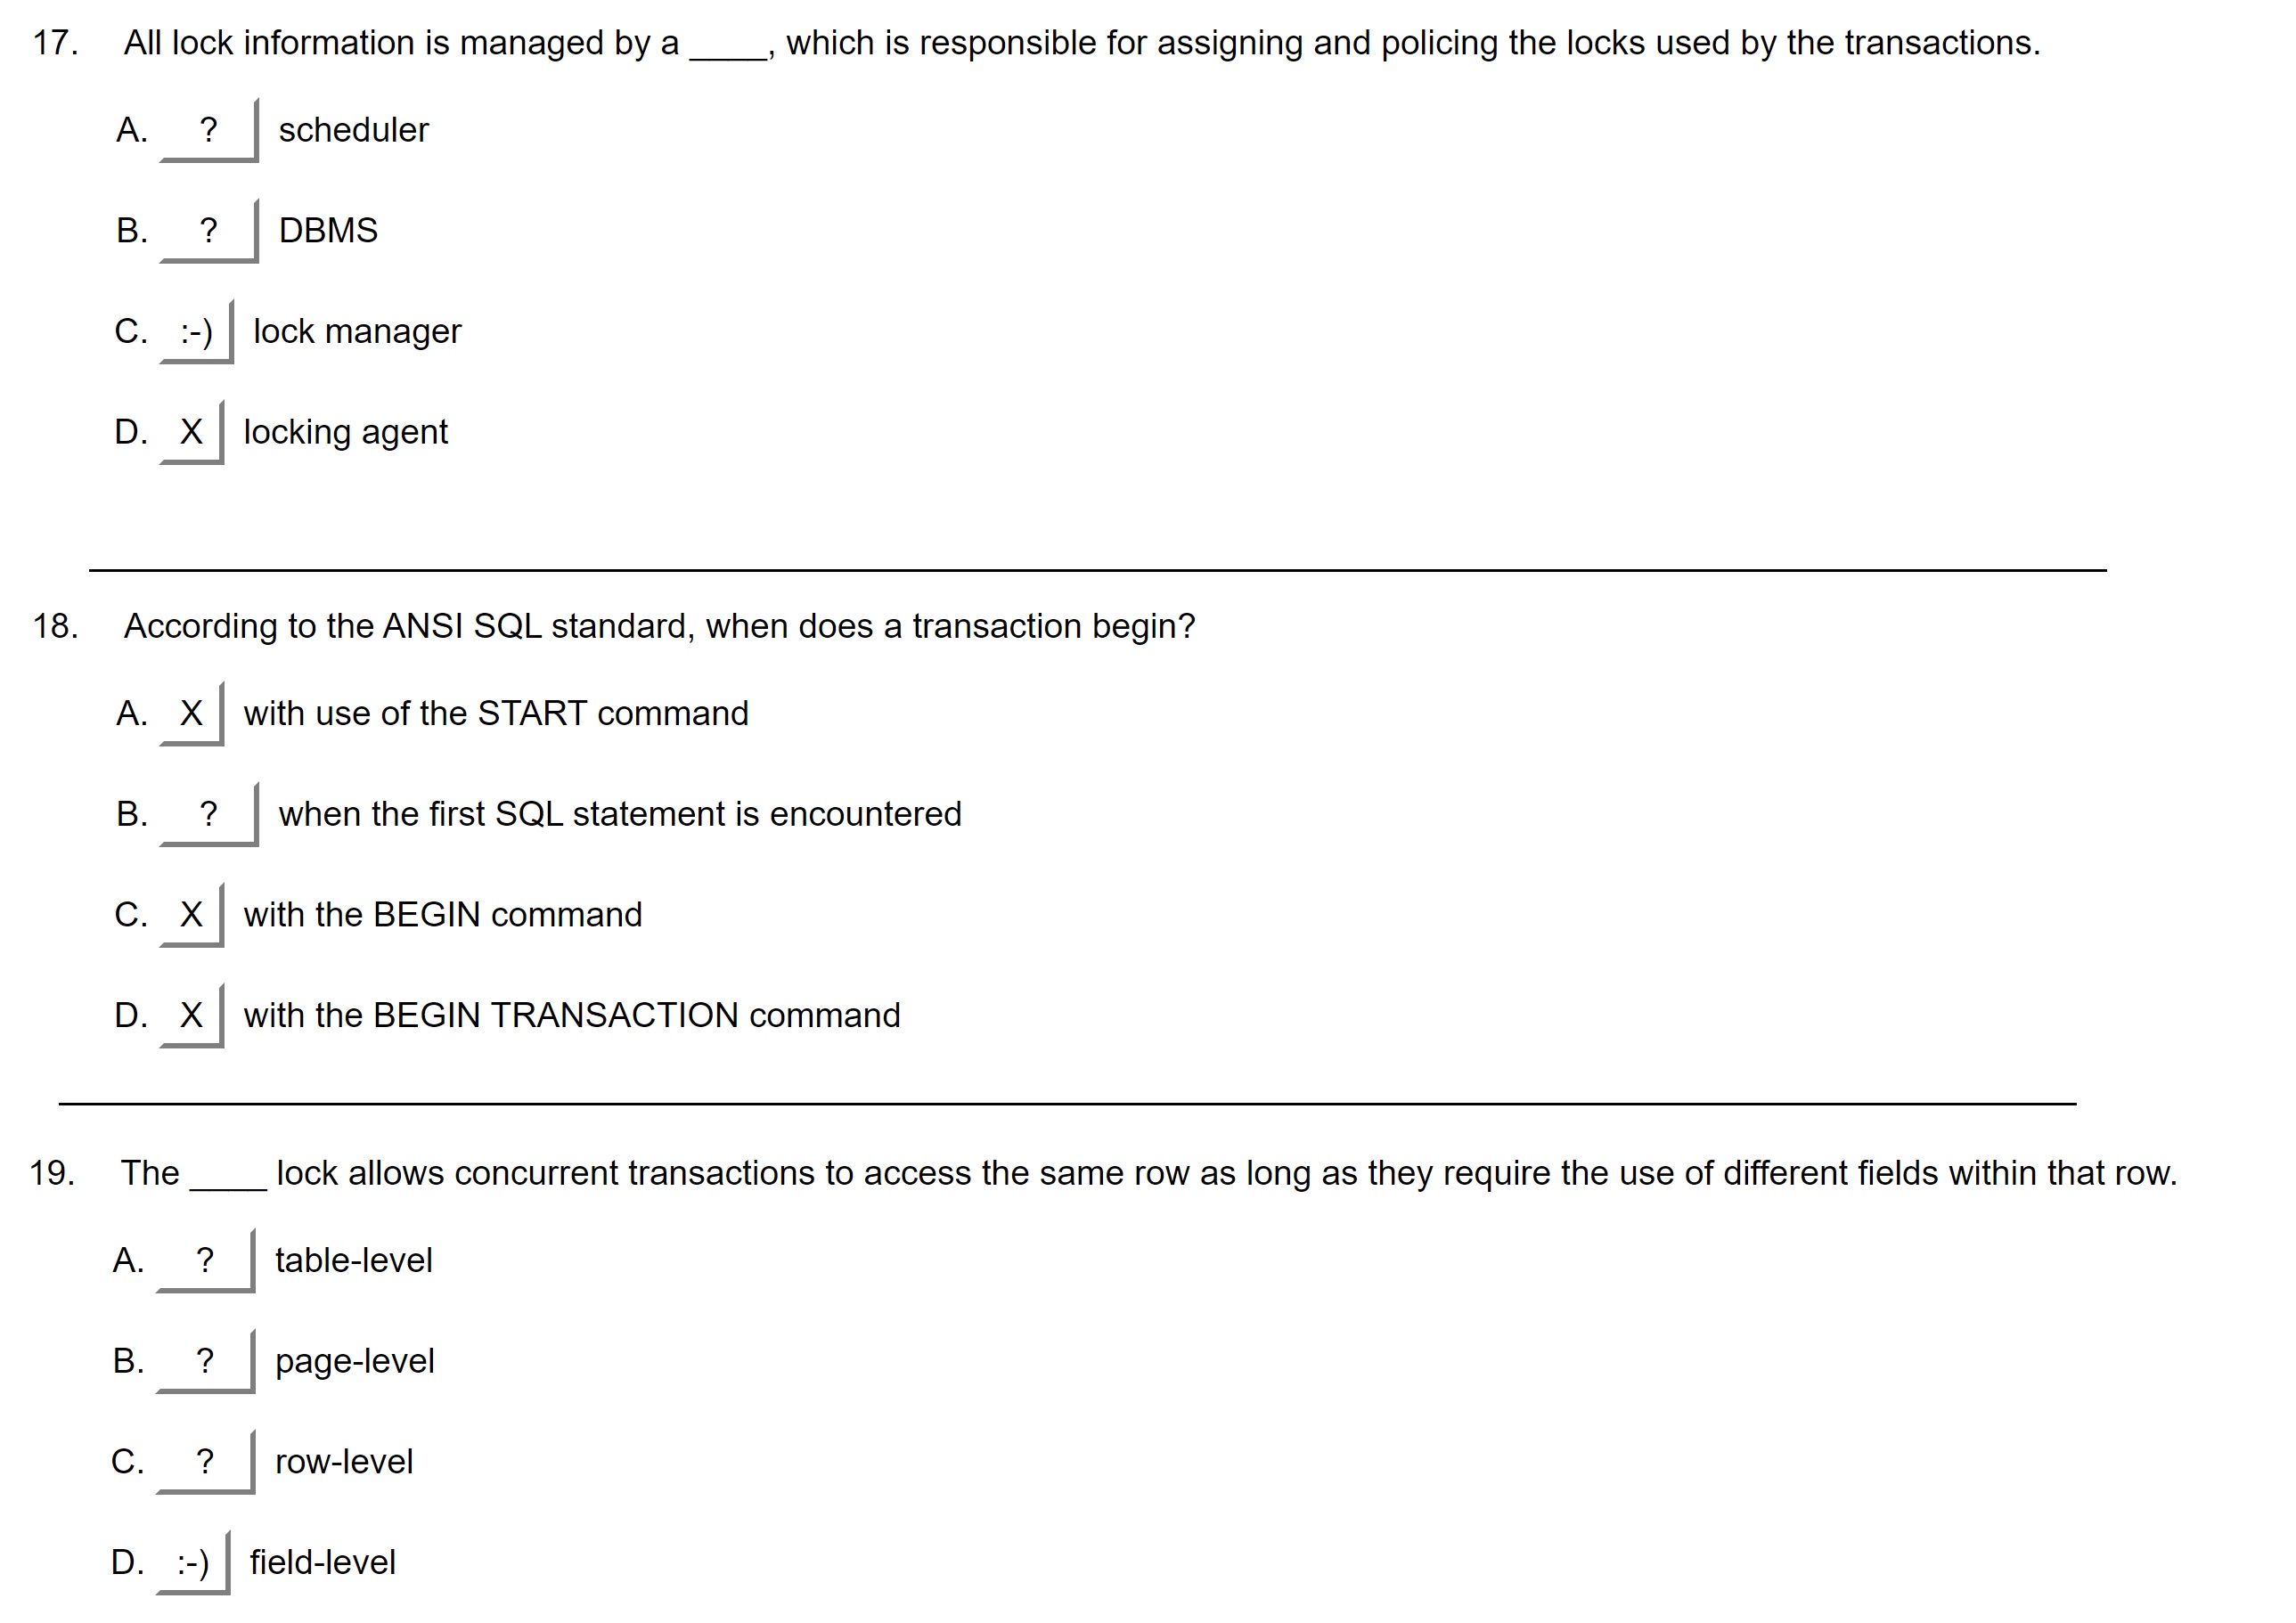 17. All lock information is managed by a ____, which is responsible for assigning and policing the locks used by the transactions.
A. ? scheduler
B. ? DBMS
C. :-) lock manager
D. X locking agent
18. According to the ANSI SQL standard, when does a transaction begin?
A. X with use of the START command
B. ? when the first SQL statement is encountered
C. X with the BEGIN command
D. X with the BEGIN TRANSACTION command
19. The ____ lock allows concurrent transactions to access the same row as long as they require the use of different fields within that row.
A. ? table-level
B. ? page-level
C. ? row-level
D. :-) field-level